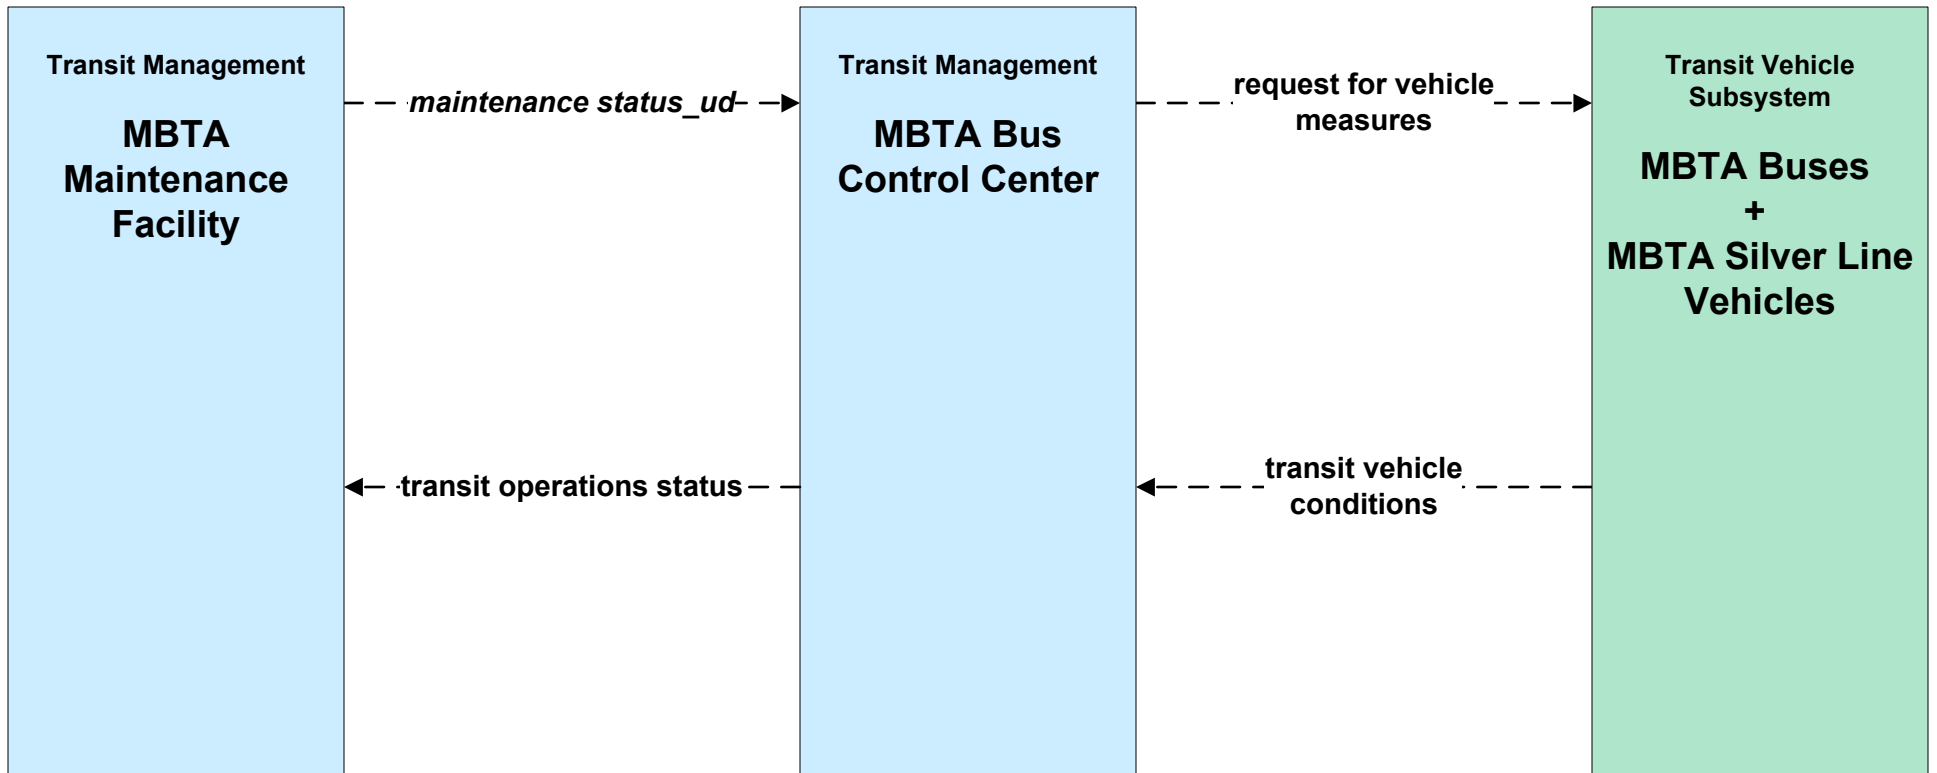 Transit Management
MBTA
Maintenance
Facility
maintenance status_ud
transit operations status
Transit Management
MBTA Bus
Control Center
request for vehicle
measures
transit vehicle
conditions
Transit Vehicle
Subsystem
MBTA Buses
+
MBTA Silver Line
Vehicles